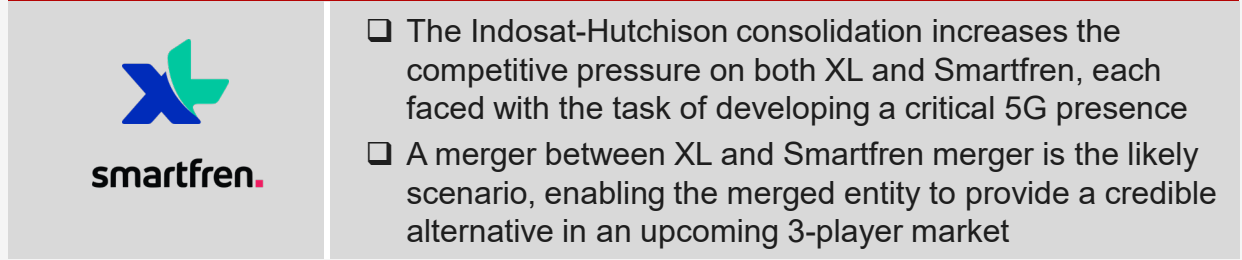 XL
smartfren.
❑ The Indosat-Hutchison consolidation increases the
competitive pressure on both XL and Smartfren, each
faced with the task of developing a critical 5G presence
❑ A merger between XL and Smartfren merger is the likely
scenario, enabling the merged entity to provide a credible
alternative in an upcoming 3-player market